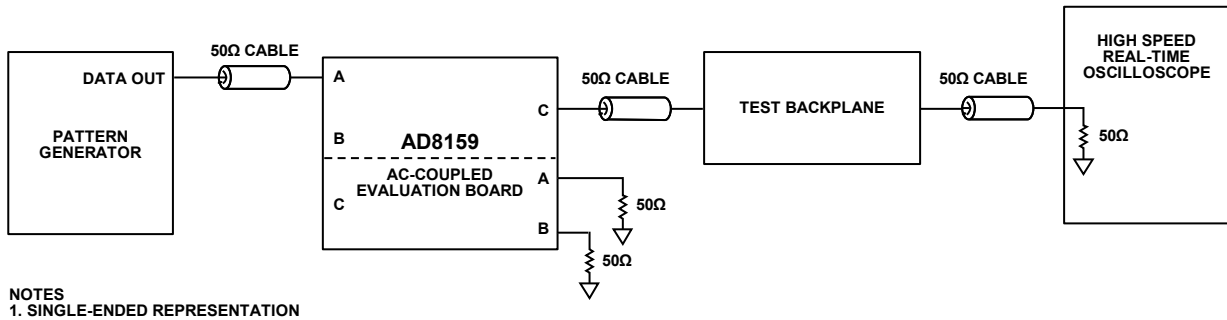 DATA OUT
PATTERN
GENERATOR
50Ω CABLE
A
B
C
AD8159
AC-COUPLED
EVALUATION BOARD
C
A
B
50Ω
50Ω
50Ω CABLE
TEST BACKPLANE
50Ω CABLE
HIGH SPEED
REAL-TIME
OSCILLOSCOPE
50Ω
NOTES
1. SINGLE-ENDED REPRESENTATION